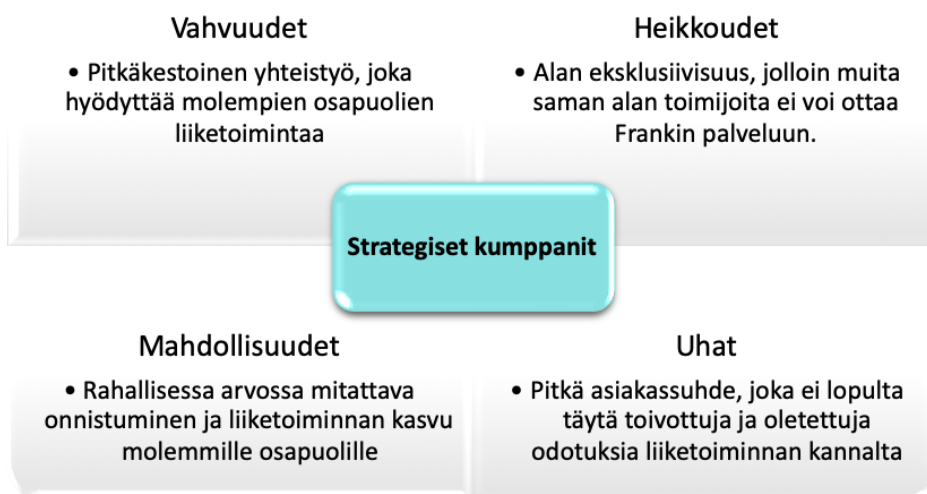 Vahvuudet
• Pitkäkestoinen yhteistyö, joka
hyödyttää molempien osapuolien
liiketoimintaa
Heikkoudet
• Alan eksklusiivisuus, jolloin muita
saman alan toimijoita ei voi ottaa
Frankin palveluun.
Strategiset kumppanit
Mahdollisuudet
• Rahallisessa arvossa mitattava
onnistuminen ja liiketoiminnan kasvu
molemmille osapuolille
Uhat
• Pitkä asiakassuhde, joka ei lopulta
täytä toivottuja ja oletettuja
odotuksia liiketoiminnan kannalta